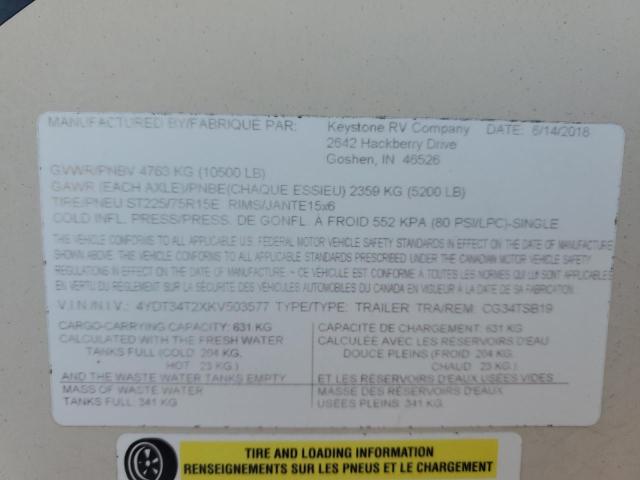 MANUFACTURED BY/FABRIQUE PAR: Keystone RV Company DATE: 6/14/2018
2642 Hackberry Drive
Goshen, IN 46526
GVWR/PNBV 4763 KG (10500 LB)
GAWR (EACH AXLE)/PNBE(CHAQUE ESSIEU) 2359 KG (5200 LB)
TIRE/PNEU ST225/75R15E RIMS/JANTE15x6
COLD INFL. PRESS/PRESS. DE GONFL. À FROID 552 KPA (80 PSI/LPC)-SINGLE
THIS VEHICLE CONFORMS TO ALL APPLICABLE U.S. FEDERAL MOTOR VEHICLE SAFETY STANDARDS IN EFFECT ON THE DATE OF MANUFACTURE
SHOWN ABOVE. THIS VEHICLE CONFORMS TO ALL APPLICABLE STANDARDS PRESCRIBED UNDER THE CANADIAN MOTOR VEHICLE SAFETY
REGULATIONS IN EFFECT ON THE DATE OF MANUFACTURE. / CE VEHICULE EST CONFORME A TOUTES LES NORMES QUI LUI SONT APPLICABLES
EN VERTU DU REGLEMENT SUR LA SECURITE DES VEHICULES AUTOMOBILES DU CANADA EN VIGUEUR A LA DATE DE SA FABRICATION.
V.I.N./N.I.V.: 4YDT34T2XKV503577 TYPE/TYPE: TRAILER TRA/REM: CG34TSB19
CARGO-CARRYING CAPACITY = 631 KG
CALCULATED WITH THE FRESH WATER
TANKS FULL (COLD: 204 KG
HOT : 23 KG.)
AND THE WASTE WATER TANKS EMPTY
MASS OF WASTE WATER
TANKS FULL: 341 KG
CAPACITE DE CHARGEMENT = 631 KG
CALCULÉE AVEC LES RESERVOIRS D'EAU
DOUCE PLEINS (FROID: 204 KG
CHAUD : 23 KG.)
ET LES RESERVOIRS D'EAUX USÉES VIDES
MASSE DES RÉSERVOIRS D'EAUX
USÉES PLEINS: 341 KG.
TIRE AND LOADING INFORMATION
RENSEIGNEMENTS SUR LES PNEUS ET LE CHARGEMENT